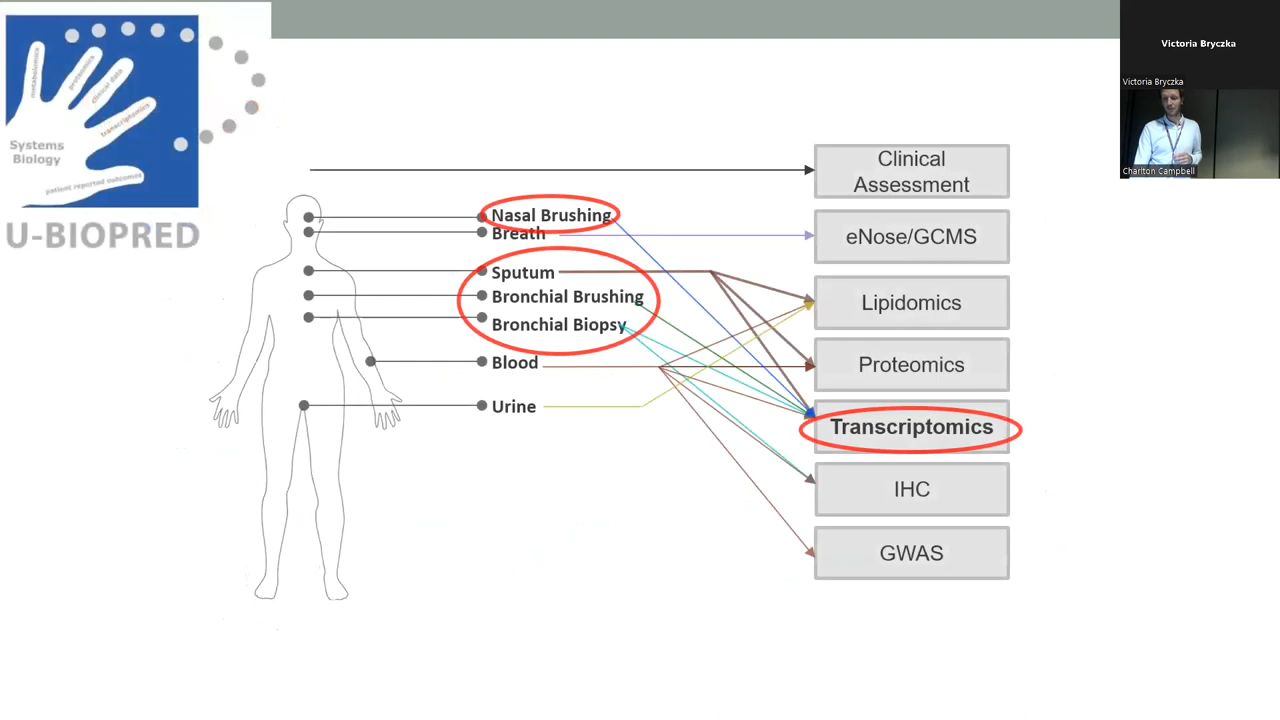 metabolomics
proteomics
clinical data
transcriptomics
Systems
Biology
patient reported outcomes
U-BIOPRED
Nasal Brushing
Breath
Sputum
Bronchial Brushing
Bronchial Biopsy
Blood
Urine
Clinical
Assessment
eNose/GCMS
Lipidomics
Proteomics
Transcriptomics
IHC
GWAS
Victoria Bryczka
Victoria Bryczka
Charlton Campbell